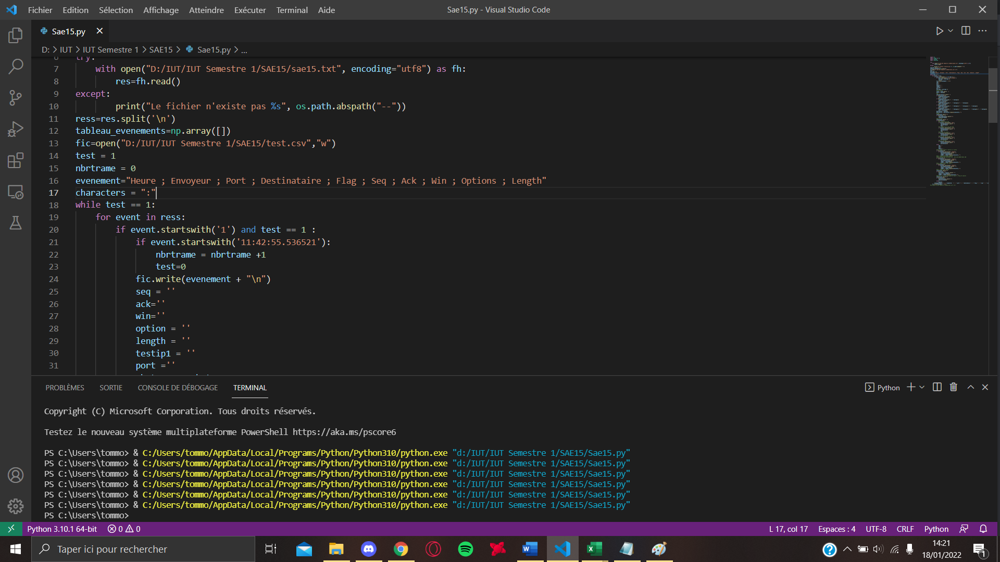 Fichier Edition Sélection Affichage Atteindre Exécuter Terminal Aide Sae15.py - Visual Studio Code
Sae15.py
D: > IUT > IUT Semestre 1 > SAE15 > Sae15.py > ...
6 try:
7 with open("D:/IUT/IUT Semestre 1/SAE15/sae15.txt", encoding="utf8") as fh:
8 res=fh.read()
9 except:
10 print("Le fichier n'existe pas %s", os.path.abspath("--"))
11 ress=res.split('\n')
12 tableau_evenements=np.array([])
13 fic=open("D:/IUT/IUT Semestre 1/SAE15/test.csv","w")
14 test = 1
15 nbrtrame = 0
16 evenement="Heure ; Envoyeur ; Port ; Destinataire ; Flag ; Seq ; Ack ; Win ; Options ; Length"
17 characters = ":"
18 while test == 1:
19 for event in ress:
20 if event.startswith('1') and test == 1 :
21 if event.startswith('11:42:55.536521'):
22 nbrtrame = nbrtrame +1
23 test=0
24 fic.write(evenement + "\n")
25 seq = ''
26 ack=''
27 win=''
28 option = ''
29 length = ''
30 testip1 = ''
31 port =''
PROBLÈMES SORTIE CONSOLE DE DÉBOGAGE TERMINAL Python
Copyright (C) Microsoft Corporation. Tous droits réservés.
Testez le nouveau système multiplateforme PowerShell https://aka.ms/pscore6
PS C:\Users\tommo> & C:/Users/tommo/AppData/Local/Programs/Python/Python310/python.exe "d:/IUT/IUT Semestre 1/SAE15/Sae15.py"
PS C:\Users\tommo> & C:/Users/tommo/AppData/Local/Programs/Python/Python310/python.exe "d:/IUT/IUT Semestre 1/SAE15/Sae15.py"
PS C:\Users\tommo> & C:/Users/tommo/AppData/Local/Programs/Python/Python310/python.exe "d:/IUT/IUT Semestre 1/SAE15/Sae15.py"
PS C:\Users\tommo> & C:/Users/tommo/AppData/Local/Programs/Python/Python310/python.exe "d:/IUT/IUT Semestre 1/SAE15/Sae15.py"
PS C:\Users\tommo> & C:/Users/tommo/AppData/Local/Programs/Python/Python310/python.exe "d:/IUT/IUT Semestre 1/SAE15/Sae15.py"
PS C:\Users\tommo> & C:/Users/tommo/AppData/Local/Programs/Python/Python310/python.exe "d:/IUT/IUT Semestre 1/SAE15/Sae15.py"
PS C:\Users\tommo>
Python 3.10.1 64-bit 0 0 L 17, col 17 Espaces : 4 UTF-8 CRLF Python
Taper ici pour rechercher
14:21
18/01/2022
1